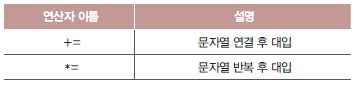 연산자 이름 설명
+= 문자열 연결 후 대입
*= 문자열 반복 후 대입